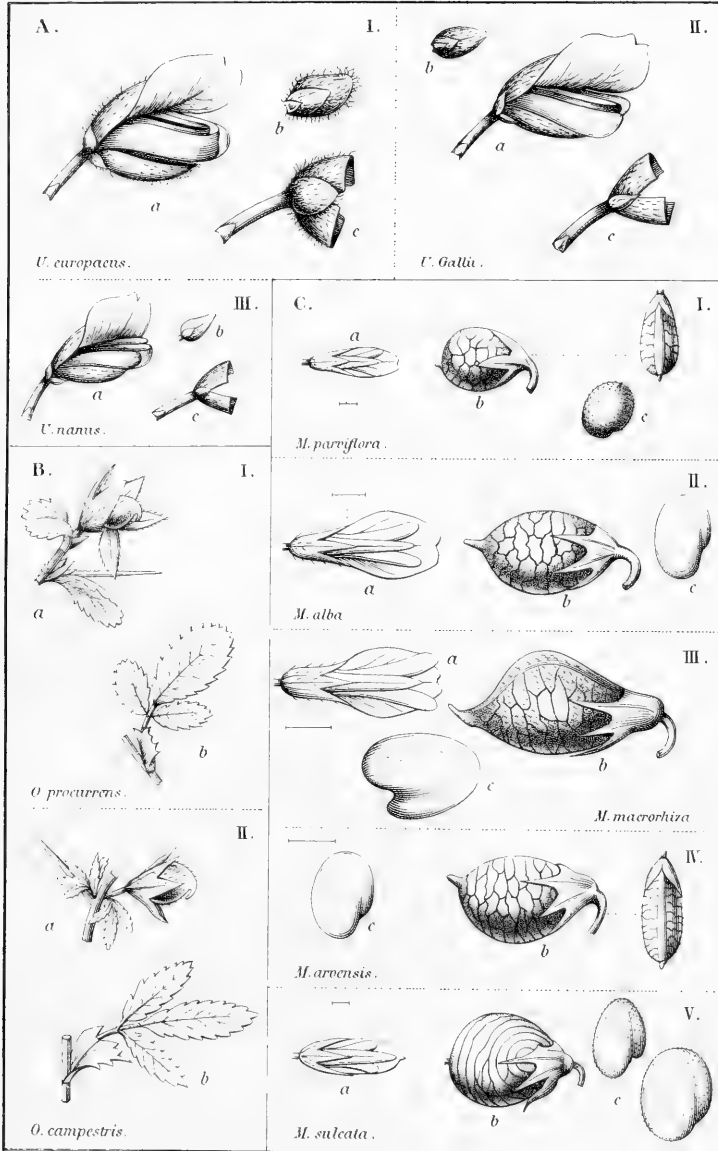 A. I.
b
a
c
U. europaeus.
II.
b
a
c
U. Gallii.
III.
b
a
c
U. nanus.
B. I.
a
b
O. procurrens.
II.
a
b
O. campestris.
C. I.
a
b
c
M. parviflora.
II.
a
b
c
M. alba
III.
a
b
c
M. macrorhiza
IV.
c
b
M. arvensis.
V.
a
b
c
M. sulcata.